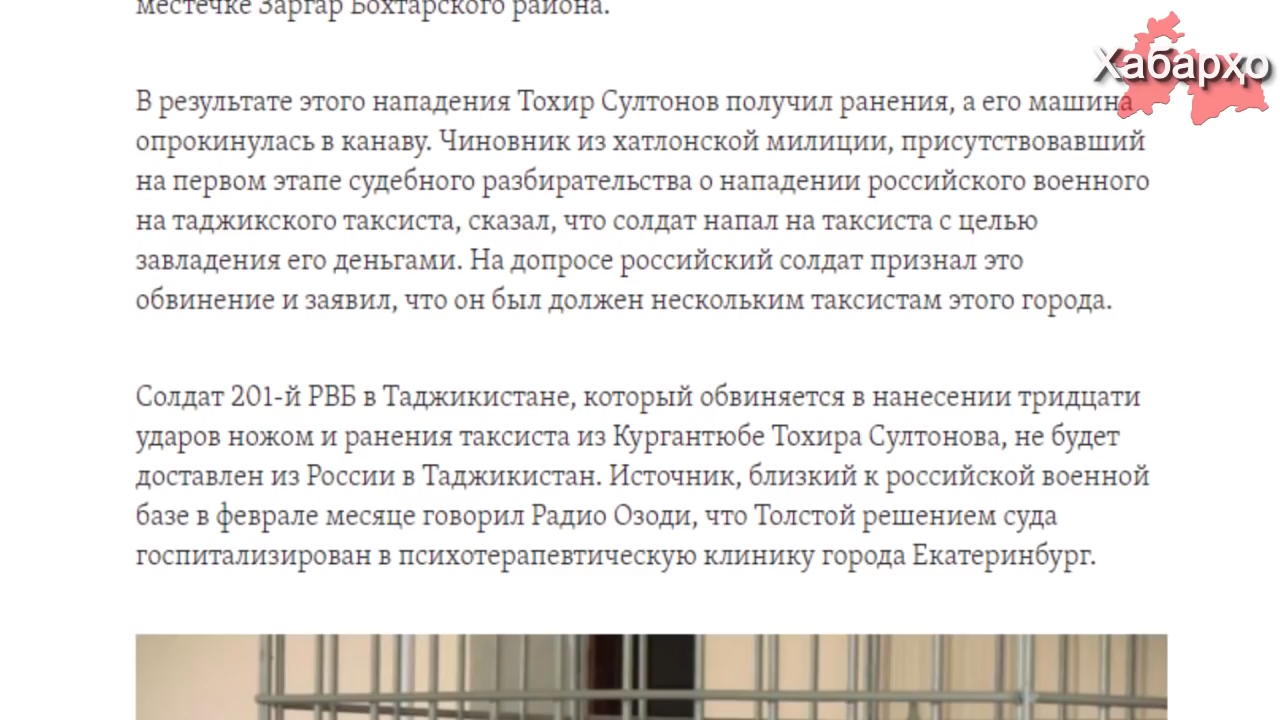 местечке Заргар Бохтарского района.
Хабарҳо
В результате этого нападения Тохир Султонов получил ранения, а его машина
опрокинулась в канаву. Чиновник из хатлонской милиции, присутствовавший
на первом этапе судебного разбирательства о нападении российского военного
на таджикского таксиста, сказал, что солдат напал на таксиста с целью
завладения его деньгами. На допросе российский солдат признал это
обвинение и заявил, что он был должен нескольким таксистам этого города.
Солдат 201-й РВБ в Таджикистане, который обвиняется в нанесении тридцати
ударов ножом и ранения таксиста из Кургантюбе Тохира Султонова, не будет
доставлен из России в Таджикистан. Источник, близкий к российской военной
базе в феврале месяце говорил Радио Озоди, что Толстой решением суда
госпитализирован в психотерапевтическую клинику города Екатеринбург.